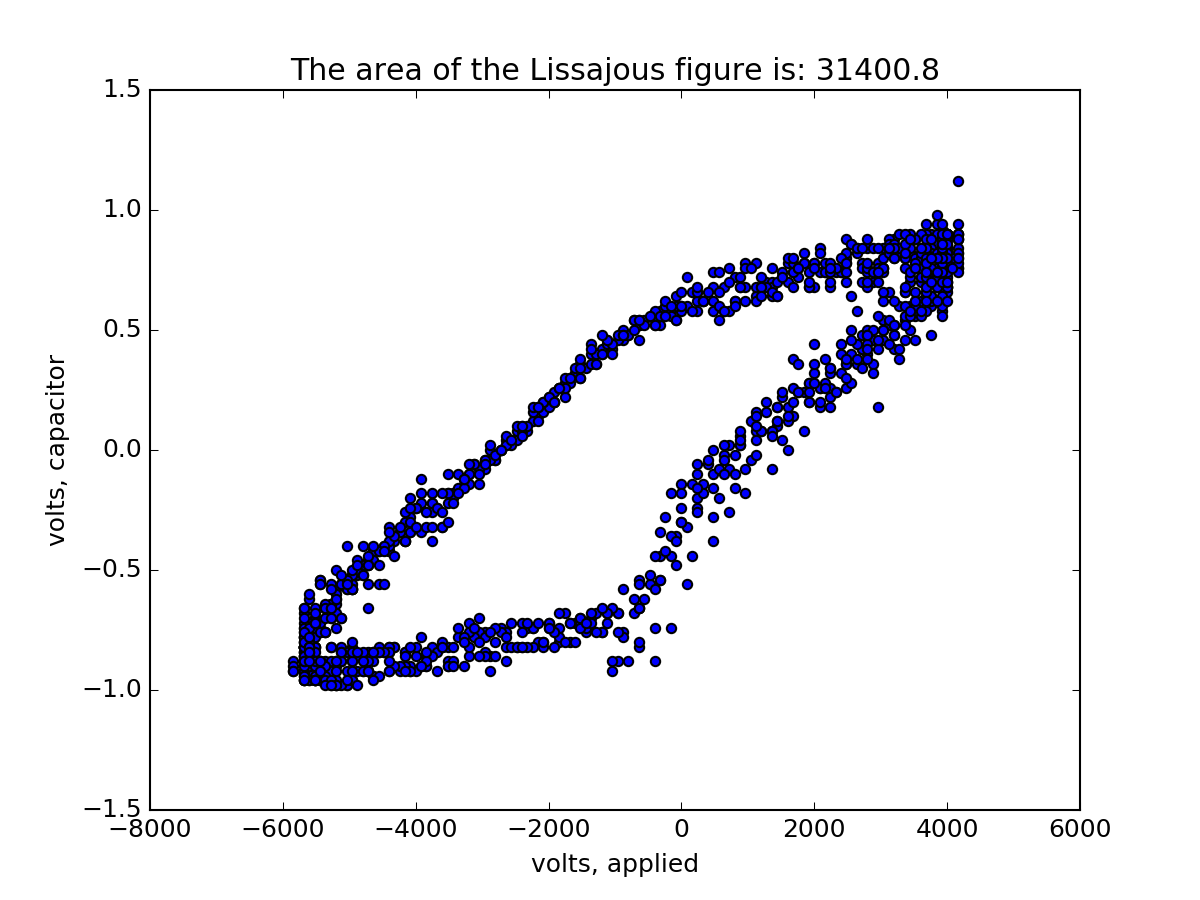 The area of the Lissajous figure is: 31400.8
1.5
1.0
0.5
0.0
−0.5
−1.0
−1.5
volts, capacitor
−8000 −6000 −4000 −2000 0 2000 4000 6000
volts, applied